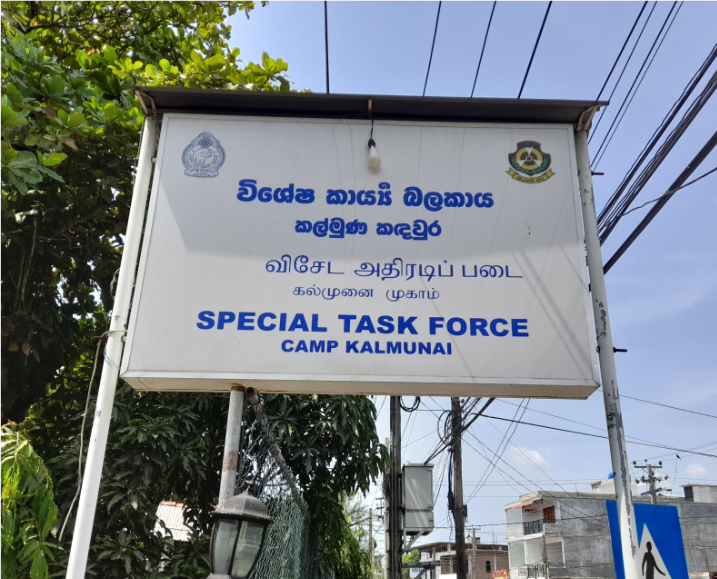 විශේෂ කාර්‍ය්‍ය බලකාය
කල්මුණ කඳවුර
விசேட அதிரடிப் படை
கல்முனை முகாம்
SPECIAL TASK FORCE
CAMP KALMUNAI